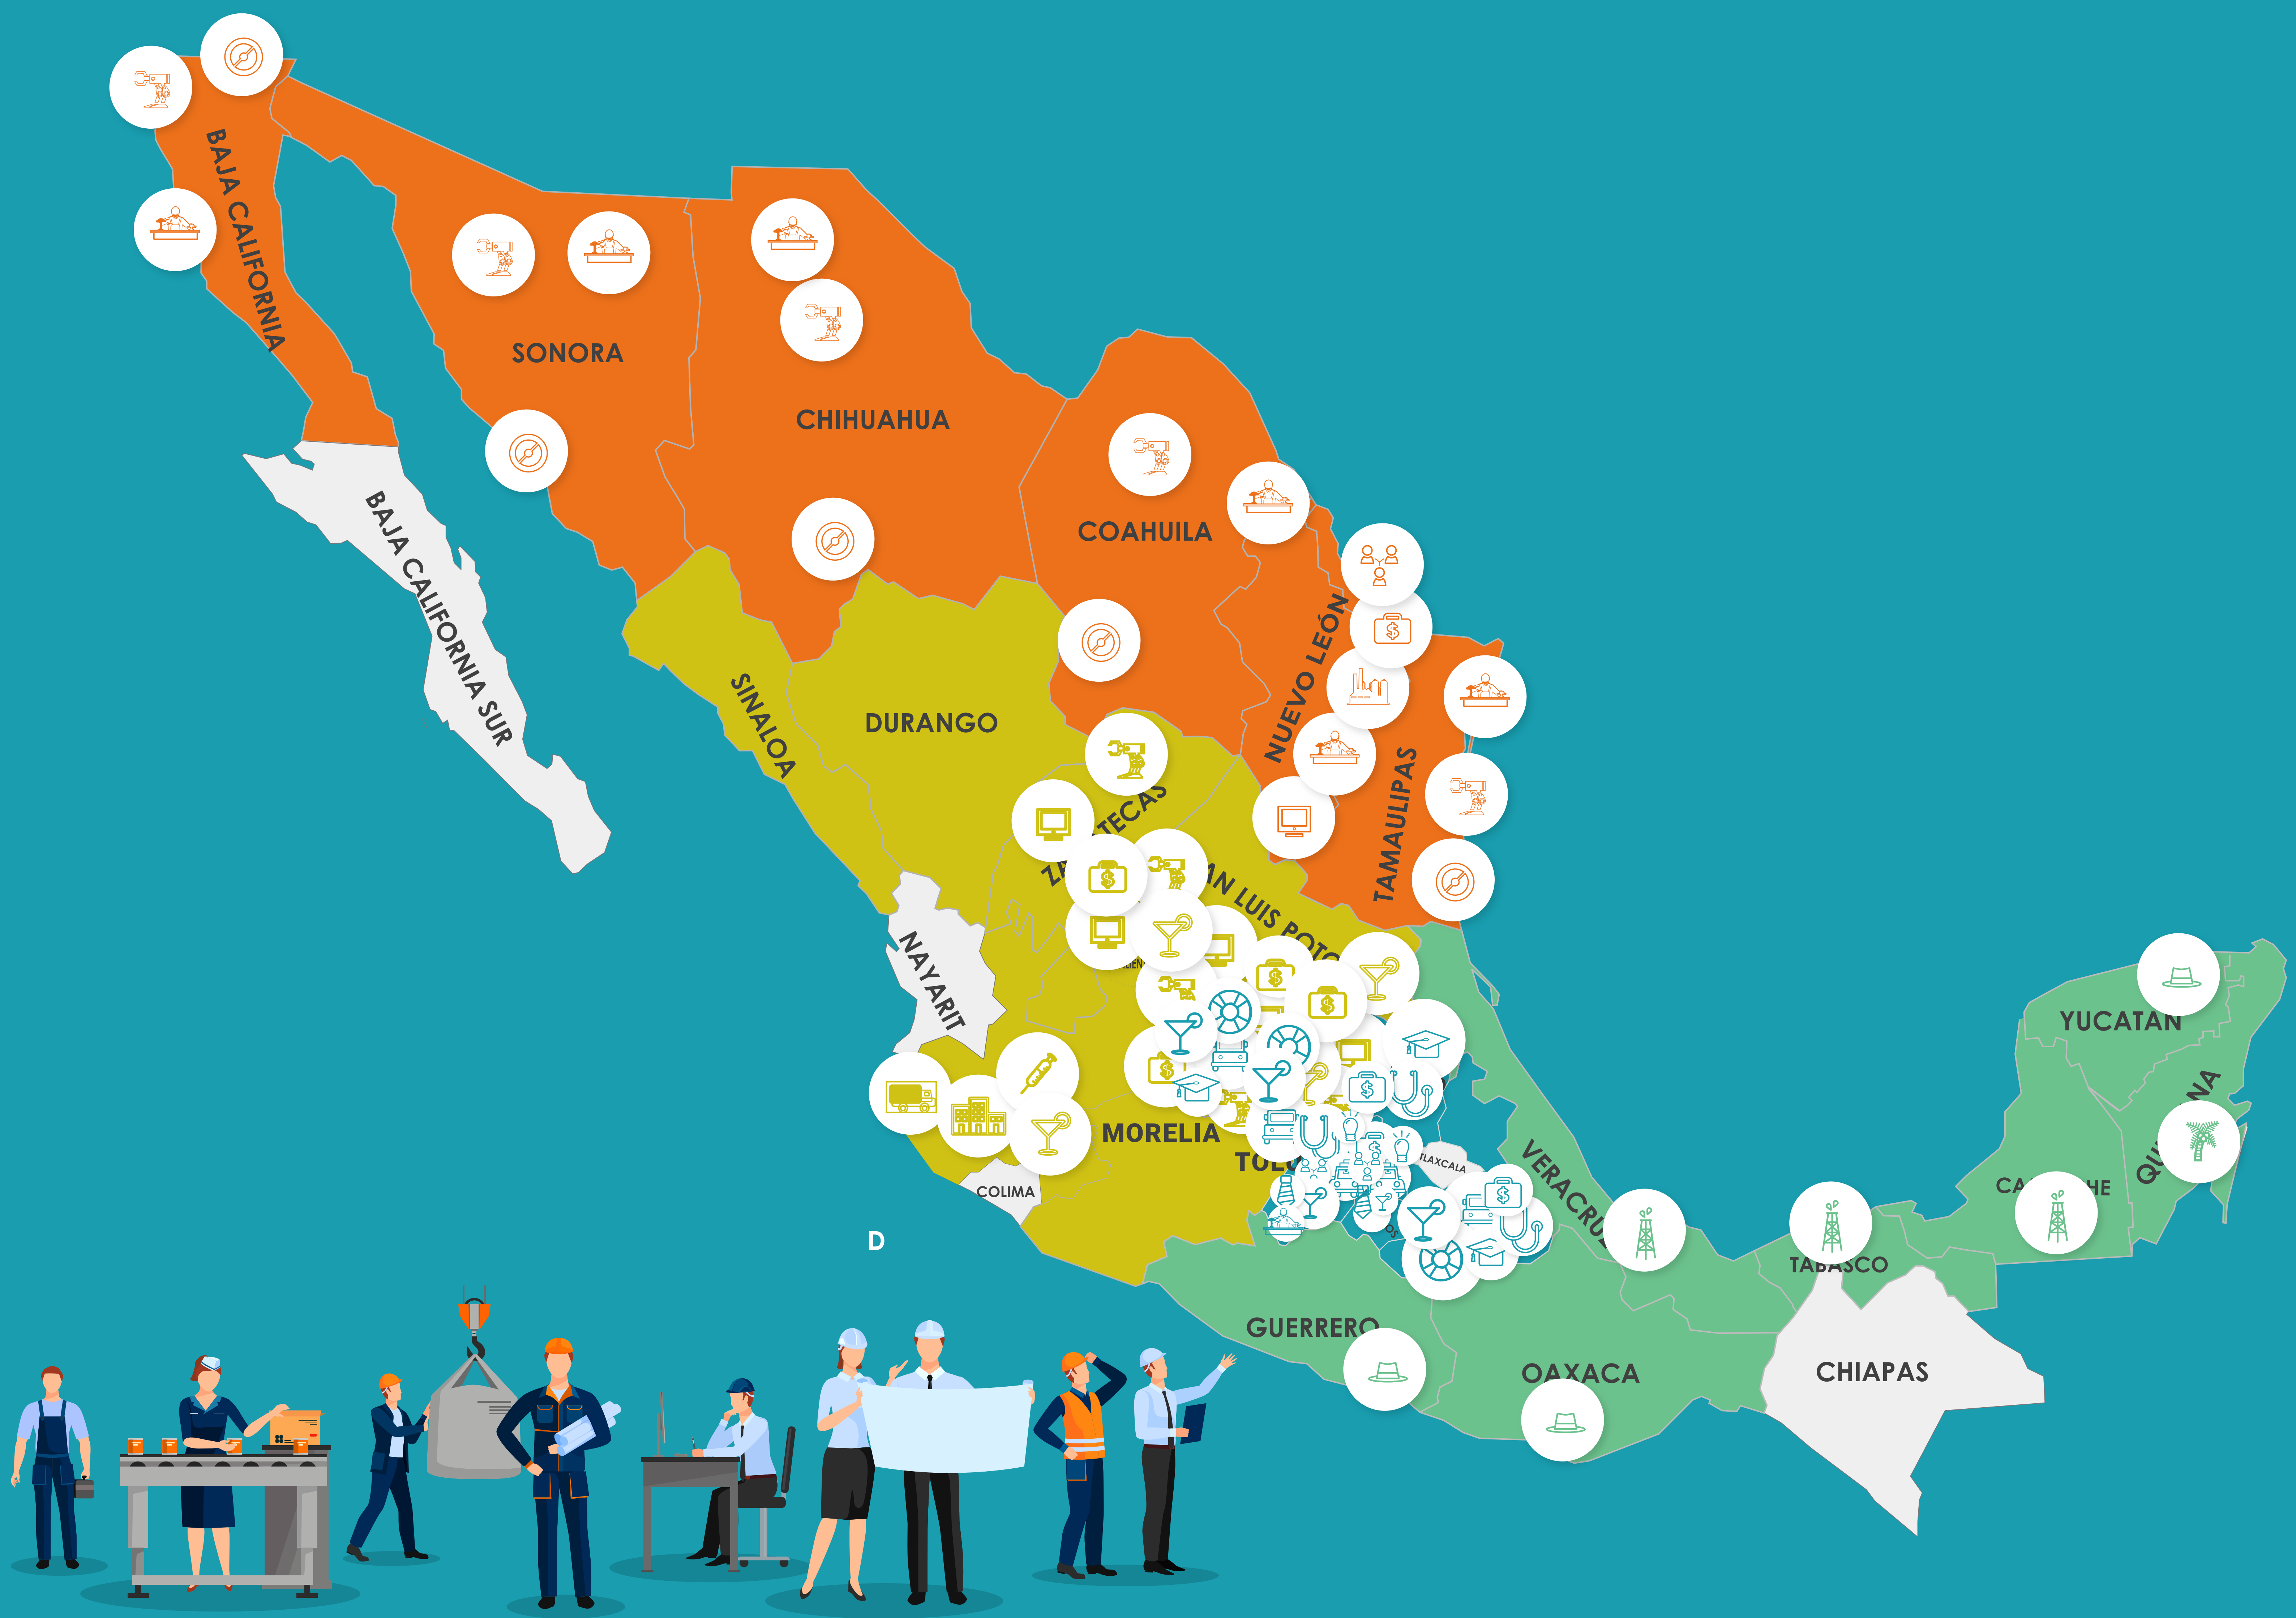 BAJA CALIFORNIA
SONORA
CHIHUAHUA
COAHUILA
BAJA CALIFORNIA SUR
NUEVO LEÓN
SINALOA
DURANGO
TAMAULIPAS
NAYARIT
YUCATÁN
MORELIA
TLAXCALA
COLIMA
VERACRUZ
D
TABASCO
GUERRERO
OAXACA
CHIAPAS